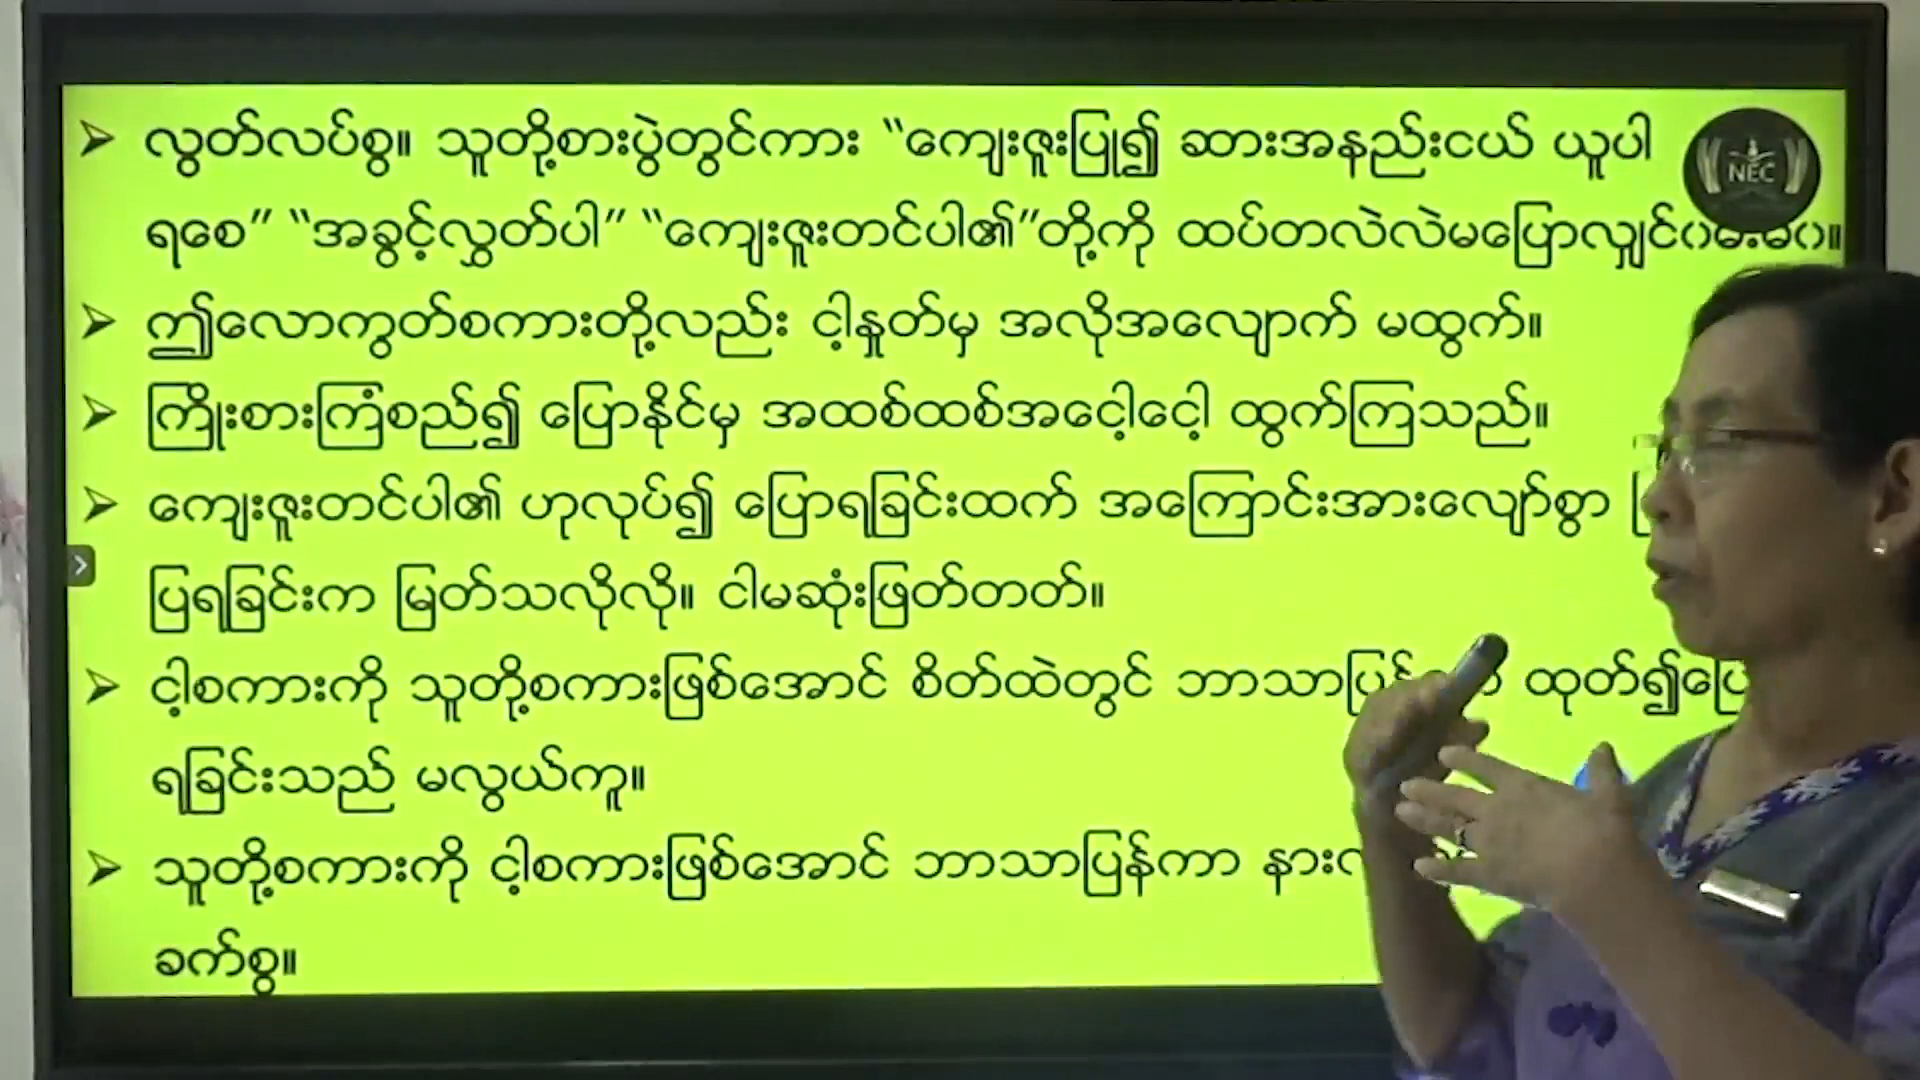 ➤ လွတ်လပ်စွ။ သူတို့စားပွဲတွင်ကား “ကျေးဇူးပြု၍ ဆားအနည်းငယ် ယူပါ
NEC
ရစေ” “အခွင့်လွှတ်ပါ” “ကျေးဇူးတင်ပါ၏”တို့ကို ထပ်တလဲလဲမပြောလျှင်
➤ ဤလောကွတ်စကားတို့လည်း ငါ့နှုတ်မှ အလိုအလျောက် မထွက်။
➤ ကြိုးစားကြံစည်၍ ပြောနိုင်မှ အထစ်ထစ်အငေါ့ငေါ့ ထွက်ကြသည်။
➤ ကျေးဇူးတင်ပါ၏ ဟုလုပ်၍ ပြောရခြင်းထက် အကြောင်းအားလျော်စွာ
ပြရခြင်းက မြတ်သလိုလို။ ငါမဆုံးဖြတ်တတ်။
➤ ငါ့စကားကို သူတို့စကားဖြစ်အောင် စိတ်ထဲတွင် ထုတ်၍
ရခြင်းသည် မလွယ်ကူ။
➤ သူတို့စကားကို ငါ့စကားဖြစ်အောင် ဘာသာပြန်ကာ
ခက်စွ။